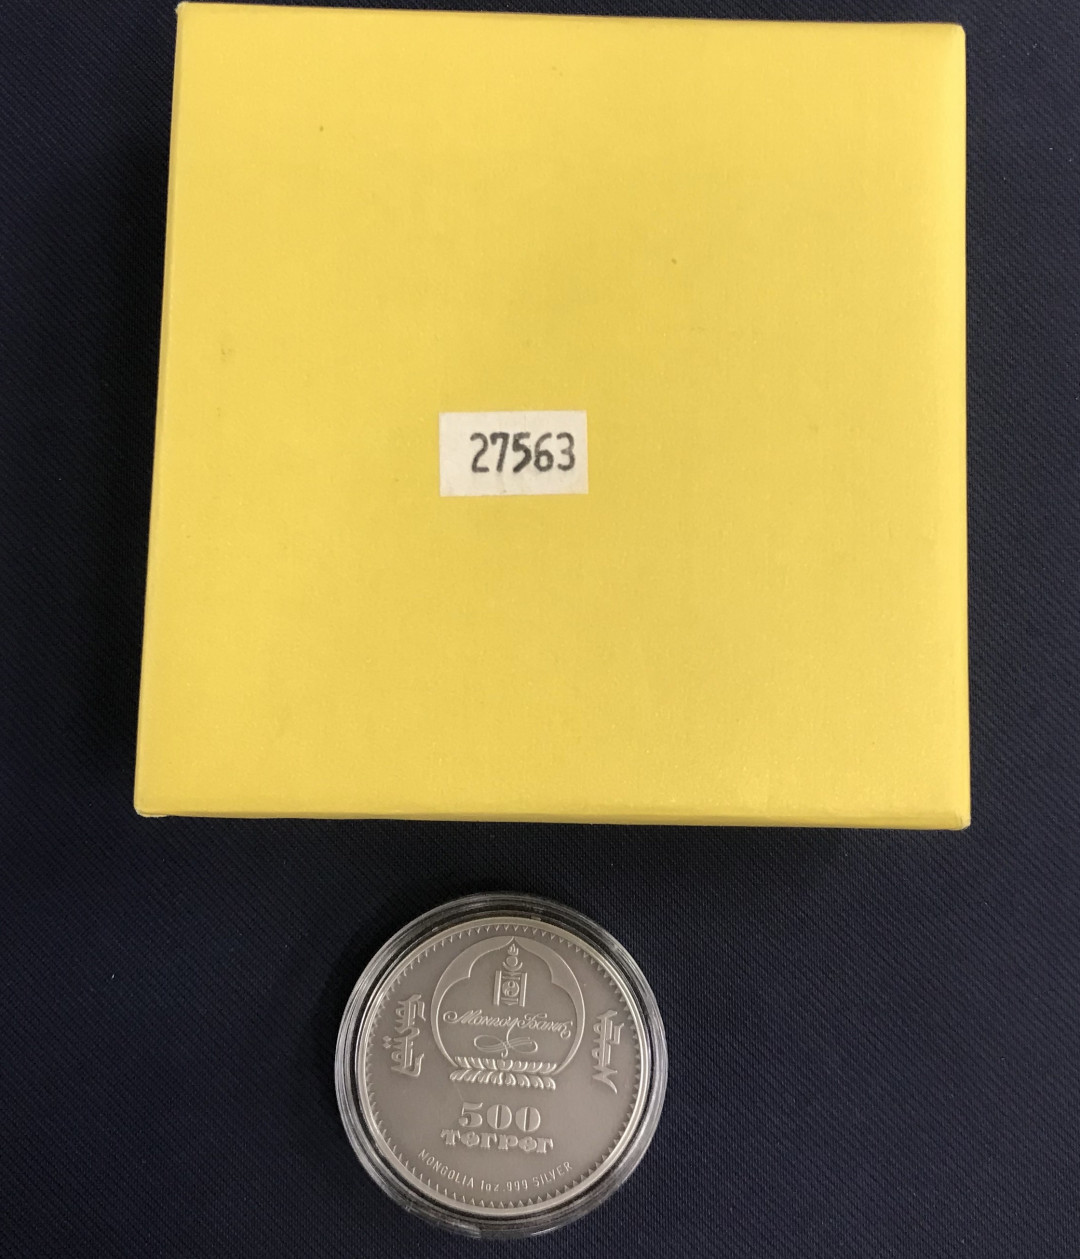 27563
Монгол Банк
500
ТӨГРӨГ
MONGOLIA 1oz .999 SILVER